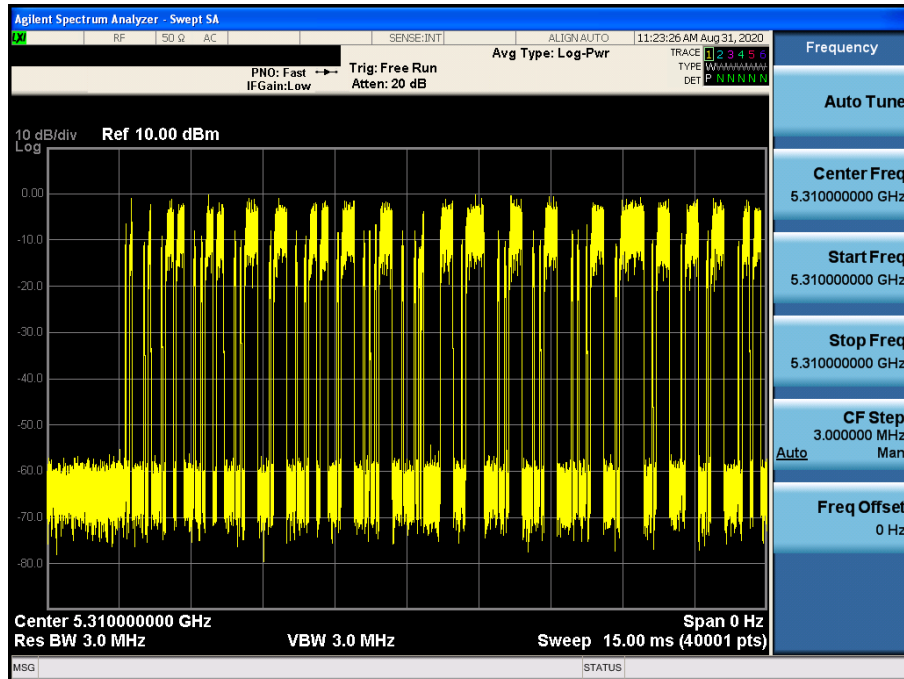 Agilent Spectrum Analyzer - Swept SA
LXI RF 50 Ω AC SENSE:INT ALIGN AUTO 11:23:26 AM Aug 31, 2020
PNO: Fast Trig: Free Run Avg Type: Log-Pwr TRACE 1 2 3 4 5 6
IFGain:Low Atten: 20 dB TYPE WWWWWW
DET P N N N N N
10 dB/div Ref 10.00 dBm
Log
0.00
-10.0
-20.0
-30.0
-40.0
-50.0
-60.0
-70.0
-80.0
Center 5.310000000 GHz Span 0 Hz
Res BW 3.0 MHz VBW 3.0 MHz Sweep 15.00 ms (40001 pts)
MSG STATUS
Frequency
Auto Tune
Center Freq
5.310000000 GHz
Start Freq
5.310000000 GHz
Stop Freq
5.310000000 GHz
CF Step
3.000000 MHz
Auto Man
Freq Offset
0 Hz